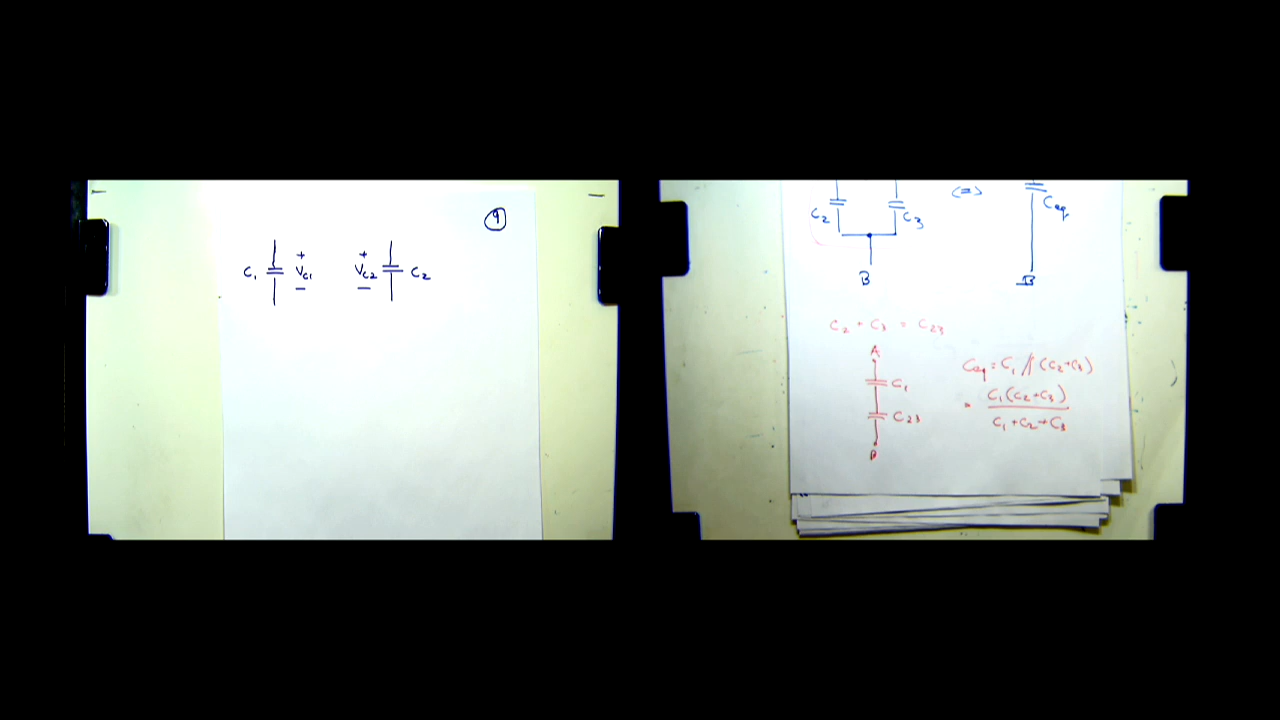 9
+ +
C1 VC1 VC2 C2
− −
C2 C3 (=) Ceq
B B
C2 + C3 = C23
A
C1
C23
B
Ceq = C1 // (C2+C3)
= C1(C2+C3)
C1+C2+C3